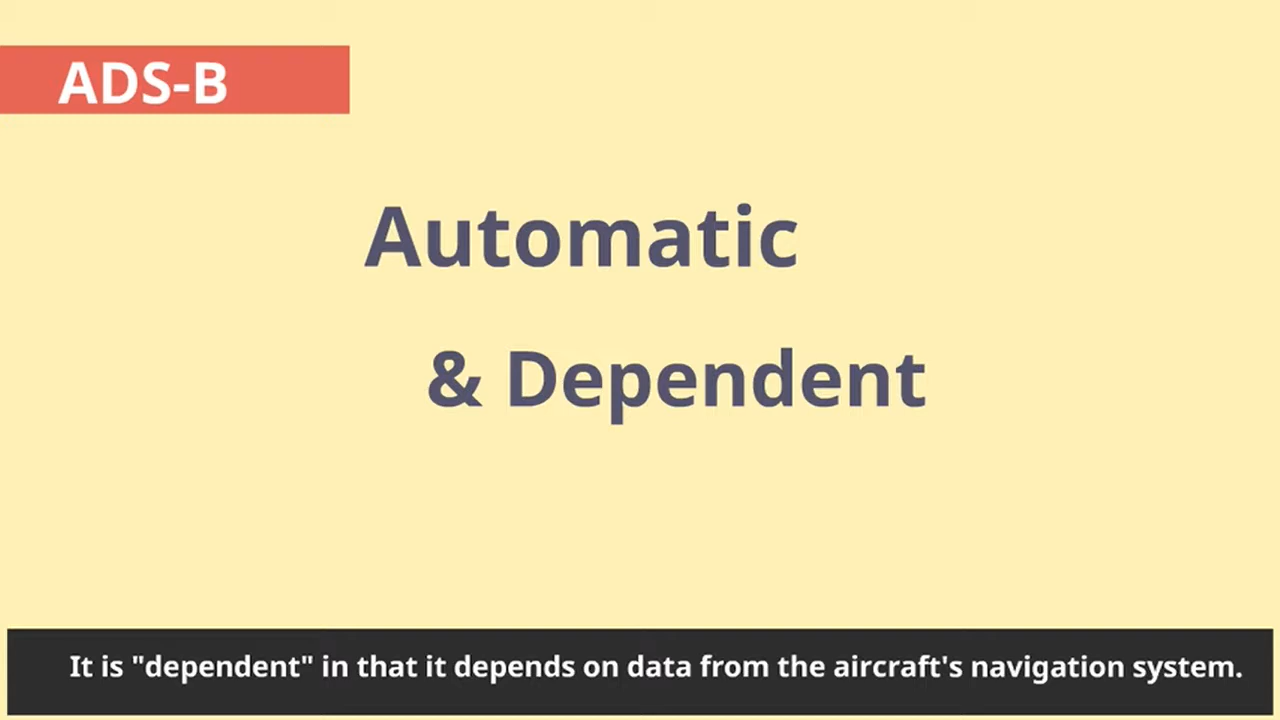 ADS-B
Automatic
& Dependent
It is "dependent" in that it depends on data from the aircraft's navigation system.